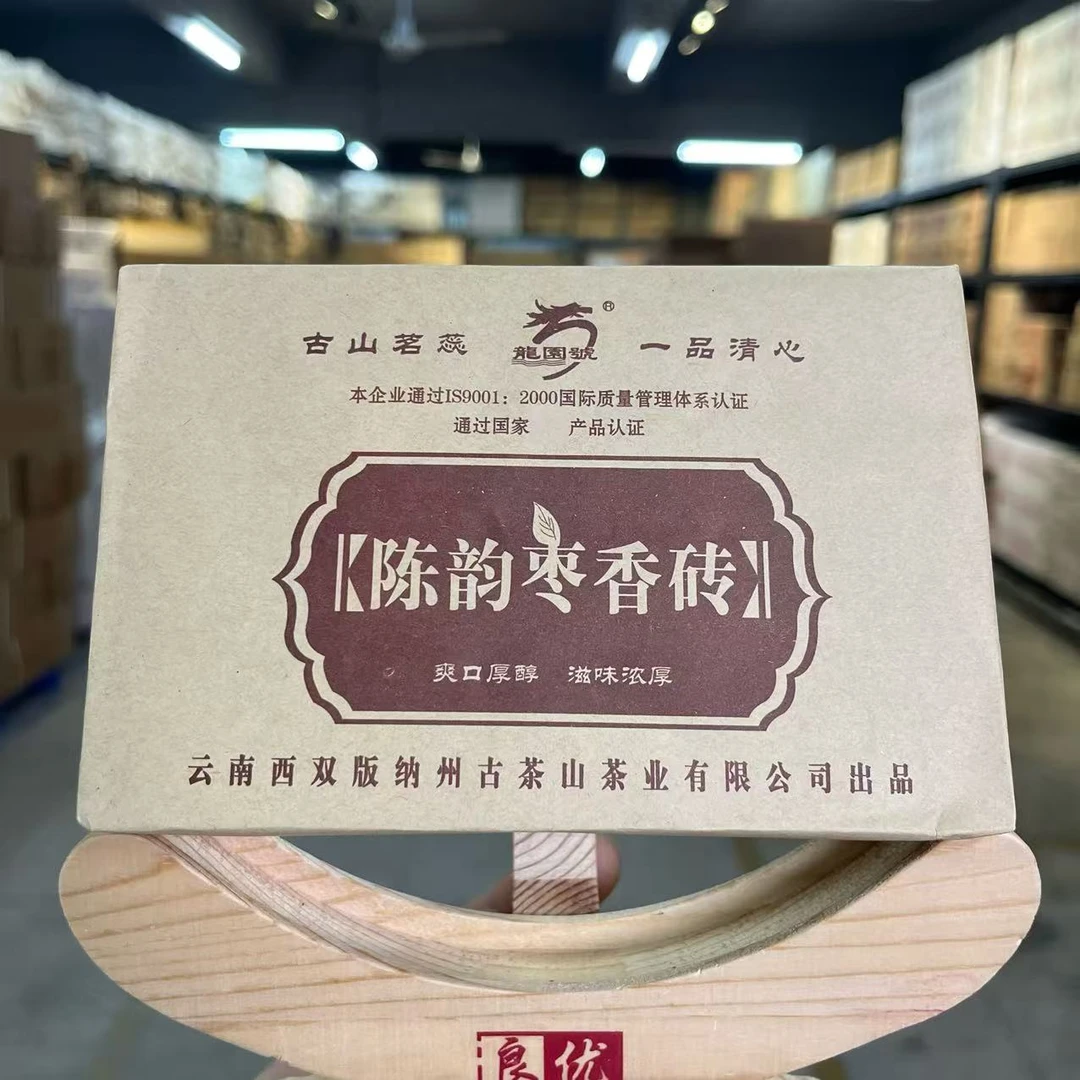 古山茗蕊 龍園號® 一品清心
本企业通过IS9001：2000国际质量管理体系认证
通过国家 产品认证
【陈韵枣香砖】
爽口厚醇 滋味浓厚
云南西双版纳州古茶山茶业有限公司出品
良优